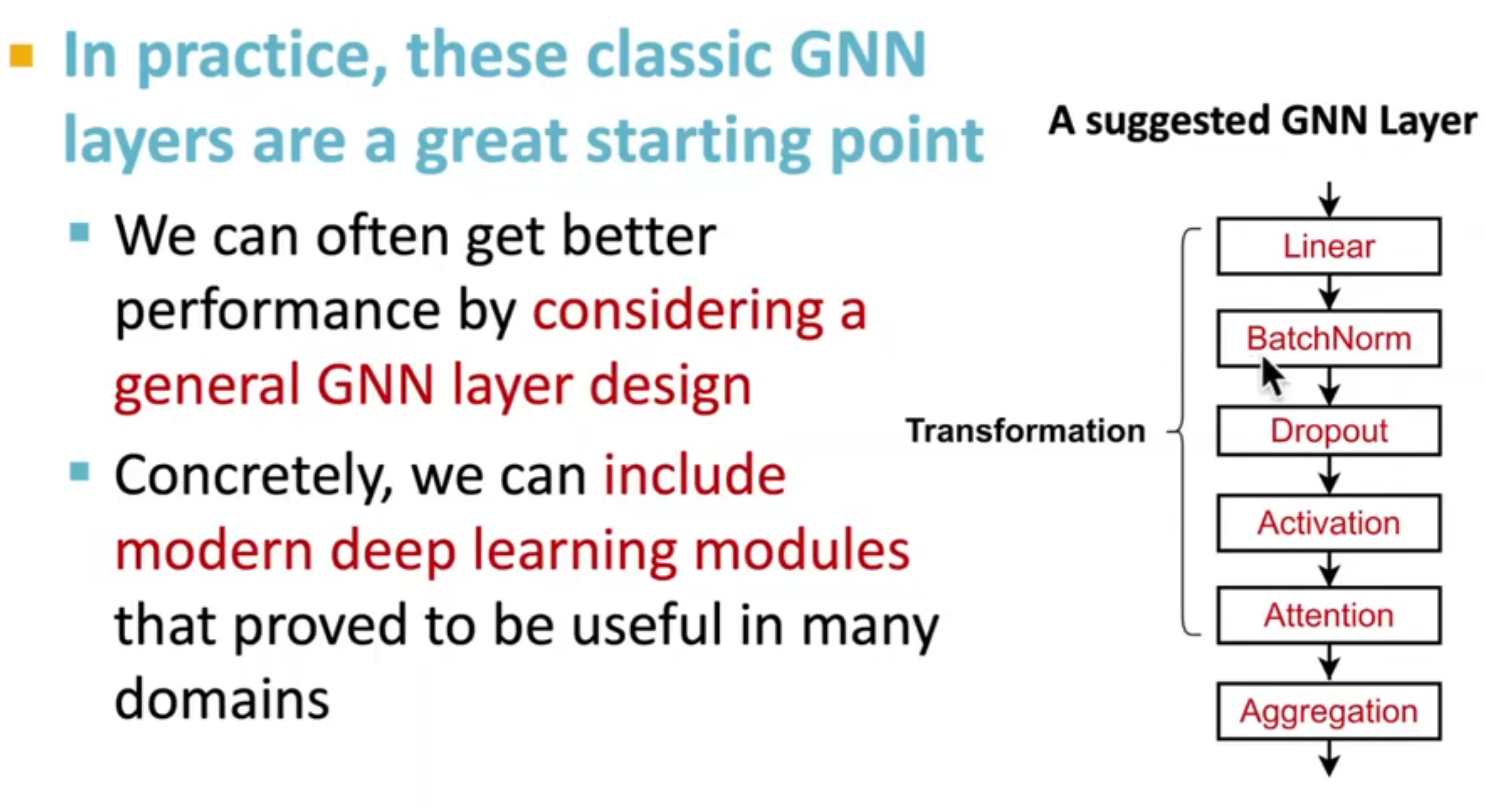 In practice, these classic GNN
layers are a great starting point
We can often get better
performance by considering a
general GNN layer design
Concretely, we can include
modern deep learning modules
that proved to be useful in many
domains
A suggested GNN Layer
Linear
BatchNorm
Dropout
Activation
Attention
Aggregation
Transformation